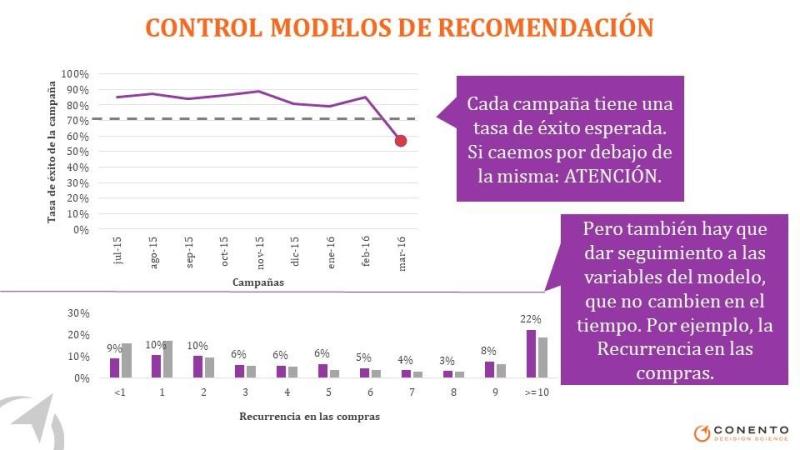 CONTROL MODELOS DE RECOMENDACIÓN
Tasa de éxito de la campaña
100%
90%
80%
70%
60%
50%
40%
30%
20%
10%
0%
jul-15
ago-15
sep-15
oct-15
nov-15
dic-15
ene-16
feb-16
mar-16
Campañas
Cada campaña tiene una
tasa de éxito esperada.
Si caemos por debajo de
la misma: ATENCIÓN.
Pero también hay que
dar seguimiento a las
variables del modelo,
que no cambien en el
tiempo. Por ejemplo, la
Recurrencia en las
compras.
30%
20%
10%
0%
9%
10%
10%
6%
6%
6%
5%
4%
3%
8%
22%
<1
1
2
3
4
5
6
7
8
9
>=10
Recurrencia en las compras
CONENTO
DECISION SCIENCE